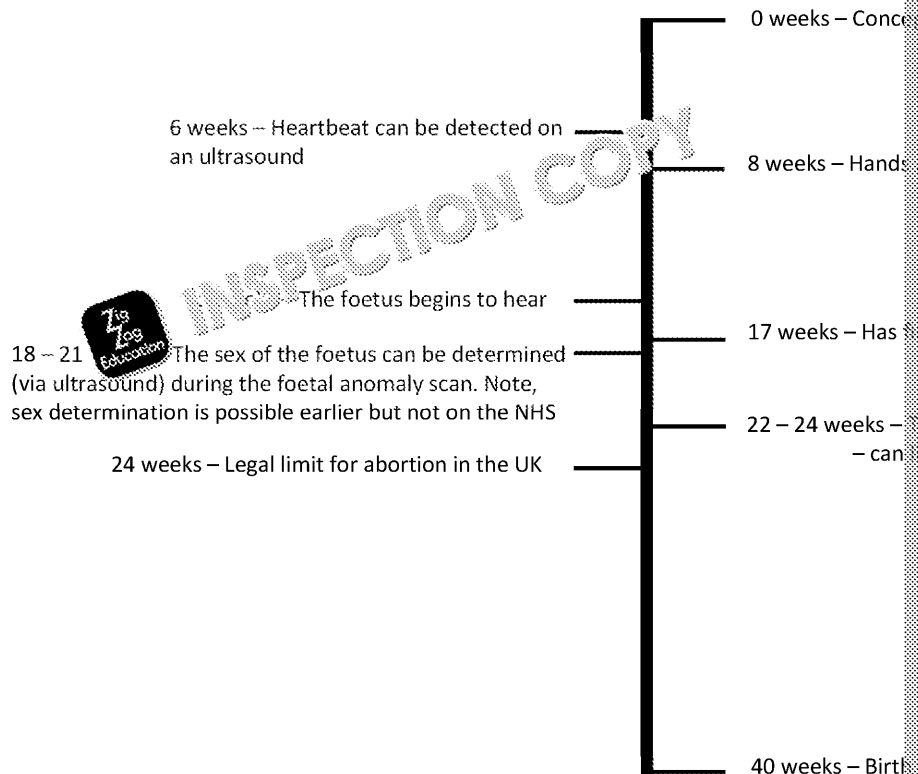 0 weeks –
6 weeks – Heartbeat can be detected on
an ultrasound
8 weeks –
INSPECTION COPY
The foetus begins to hear
Zig
Zag
Education
17 weeks – Has
18 – 21
The sex of the foetus can be determined
(via ultrasound) during the foetal anomaly scan. Note,
sex determination is possible earlier but not on the NHS
22 – 24 weeks –
– can
24 weeks – Legal limit for abortion in the UK
40 weeks –